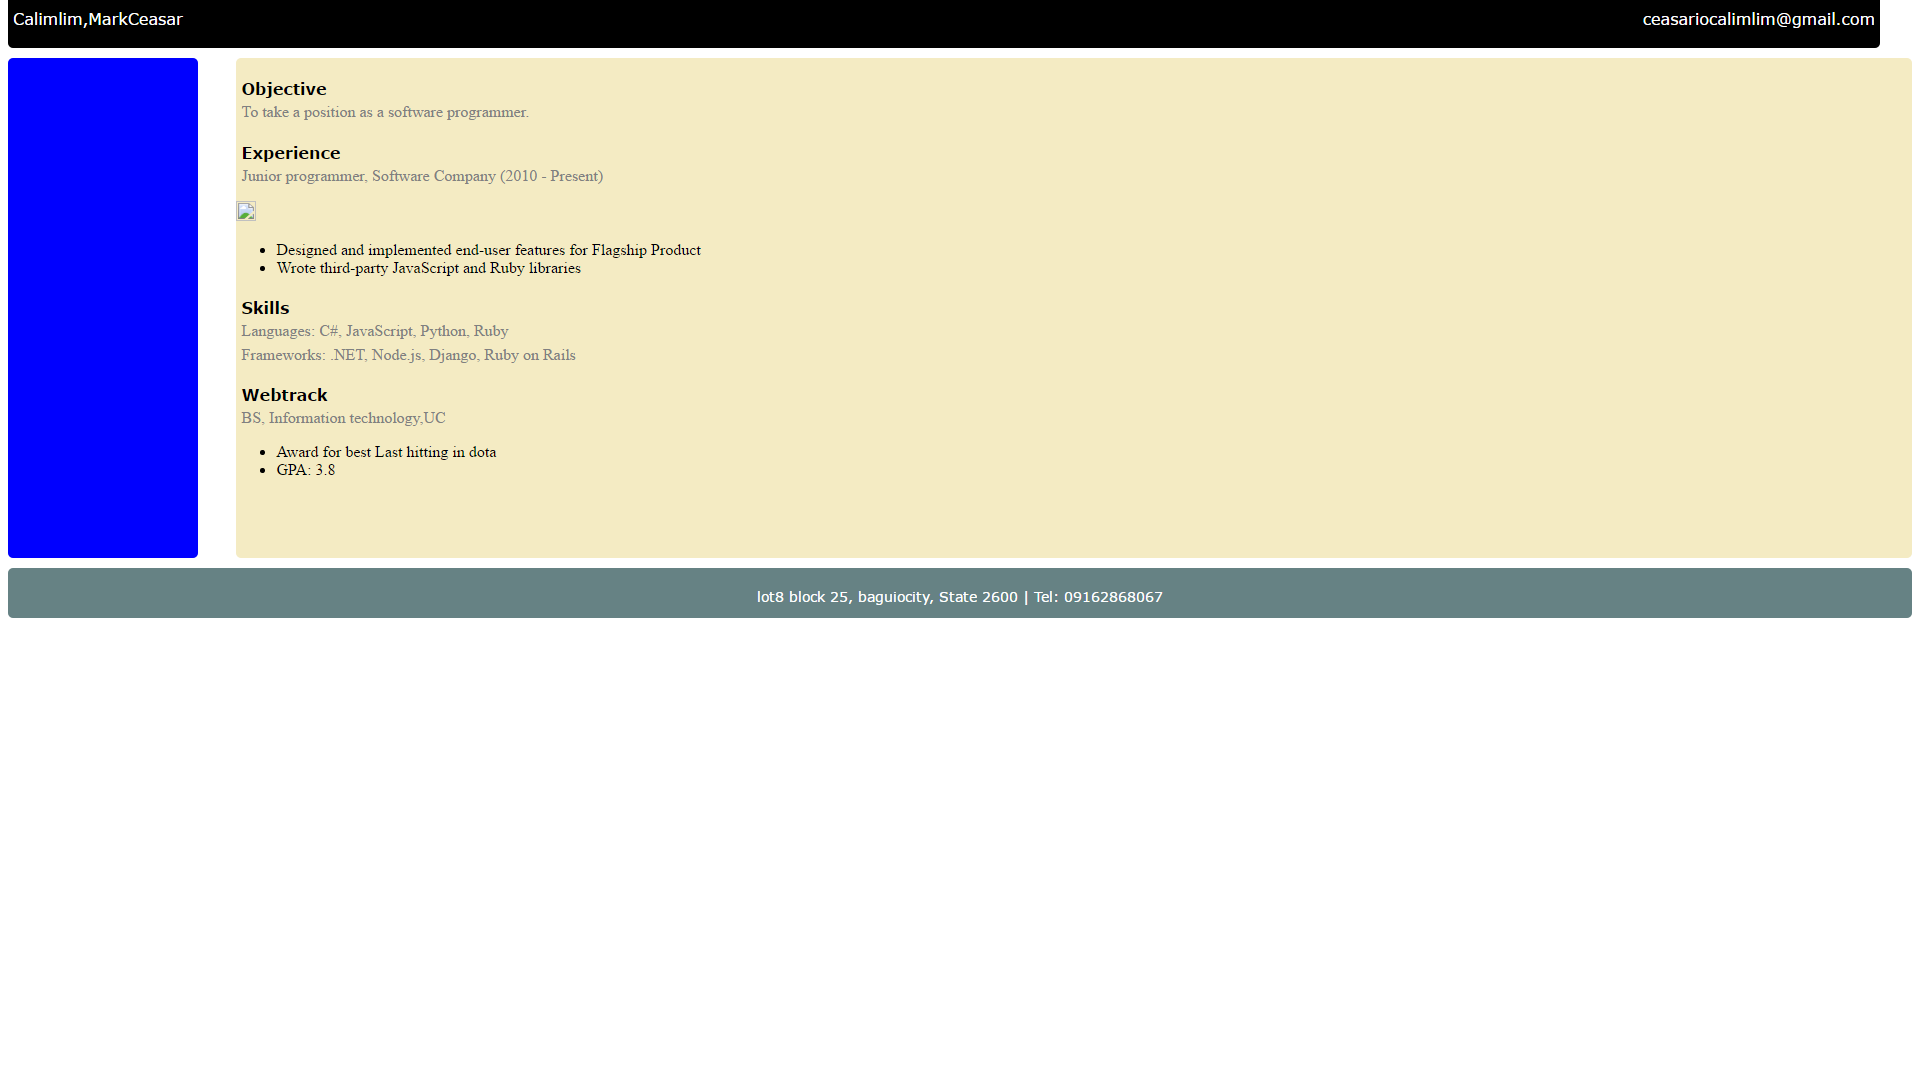 Calimlim,MarkCeasar
ceasariocalimlim@gmail.com
Objective
To take a position as a software programmer.
Experience
Junior programmer, Software Company (2010 - Present)
Designed and implemented end-user features for Flagship Product
Wrote third-party JavaScript and Ruby libraries
Skills
Languages: C#, JavaScript, Python, Ruby
Frameworks: .NET, Node.js, Django, Ruby on Rails
Webtrack
BS, Information technology,UC
Award for best Last hitting in dota
GPA: 3.8
lot8 block 25, baguiocity, State 2600 | Tel: 09162868067